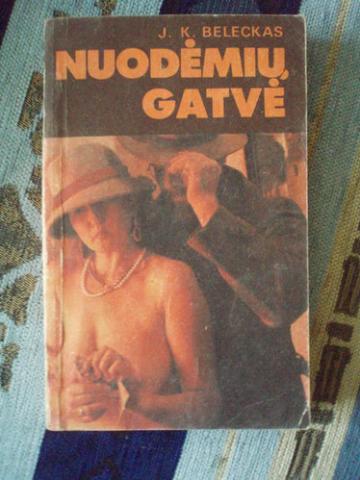 J. K. BELECKAS
NUODĖMIŲ
GATVĖ